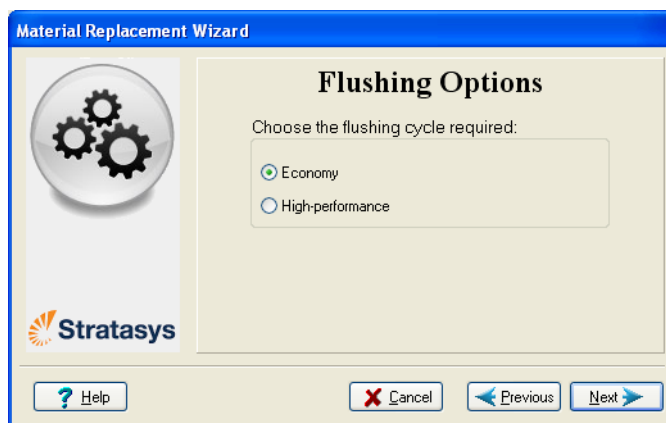 Material Replacement Wizard
Flushing Options
Choose the flushing cycle required:
Economy
High-performance
Stratasys
? Help
Cancel
Previous
Next